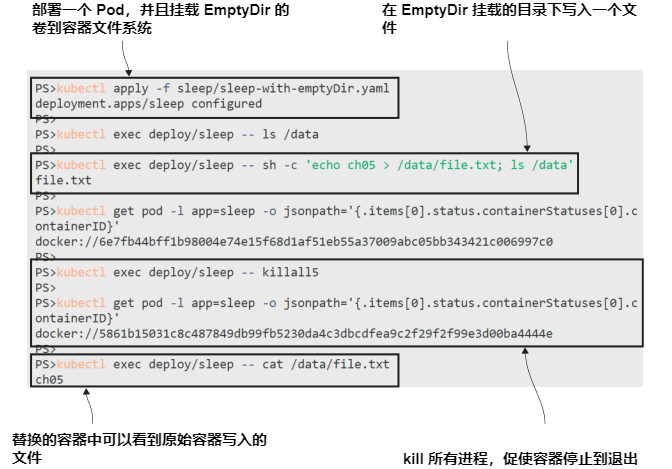 部署一个 Pod，并且挂载 EmptyDir 的
卷到容器文件系统
在 EmptyDir 挂载的目录下写入一个文
件
PS>kubectl apply -f sleep/sleep-with-emptyDir.yaml
deployment.apps/sleep configured
PS>
PS>kubectl exec deploy/sleep -- ls /data
PS>
PS>kubectl exec deploy/sleep -- sh -c 'echo ch05 > /data/file.txt; ls /data'
file.txt
PS>
PS>kubectl get pod -l app=sleep -o jsonpath='{.items[0].status.containerStatuses[0].c
ontainerID}'
docker://6e7fb44bff1b98004e74e15f68d1af51eb55a37009abc05bb343421c006997c0
PS>
PS>kubectl exec deploy/sleep -- killall5
PS>
PS>kubectl get pod -l app=sleep -o jsonpath='{.items[0].status.containerStatuses[0].c
ontainerID}'
docker://5861b15031c8c487849db99fb5230da4c3dbcdfea9c2f29f2f99e3d00ba4444e
PS>
PS>kubectl exec deploy/sleep -- cat /data/file.txt
ch05
替换的容器中可以看到原始容器写入的
文件
kill 所有进程，促使容器停止到退出